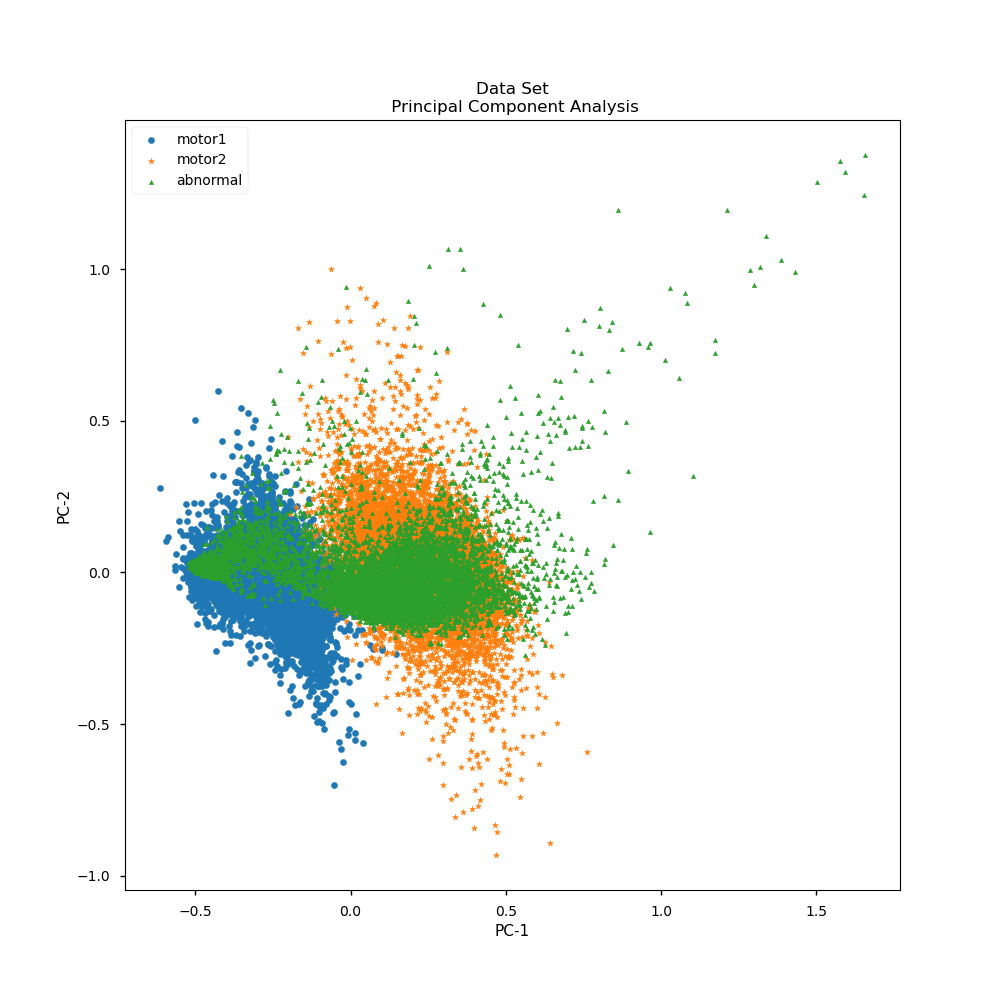 Data Set
Principal Component Analysis
motor1
motor2
abnormal
1.0
0.5
0.0
−0.5
−1.0
PC-2
−0.5
0.0
0.5
1.0
1.5
PC-1